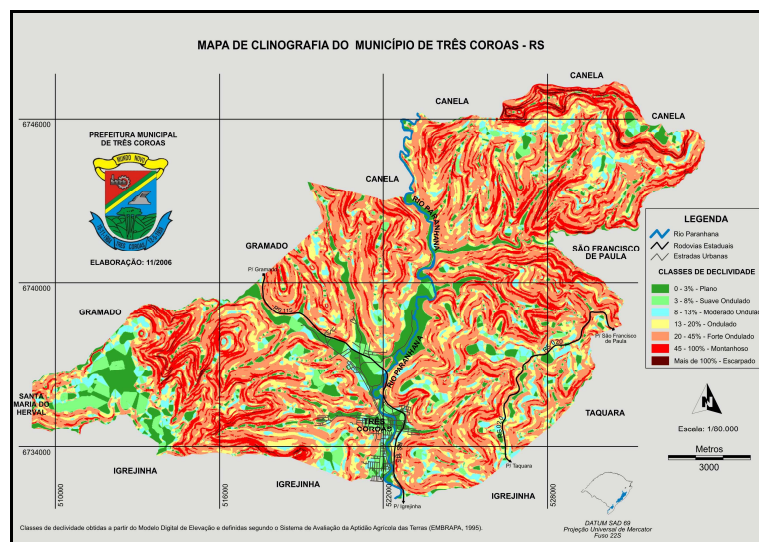 MAPA DE CLINOGRAFIA DO MUNICÍPIO DE TRÊS COROAS - RS
CANELA
CANELA
CANELA
6746000
PREFEITURA MUNICIPAL
DE TRÊS COROAS
MUNDO NOVO
TRÊS COROAS
ELABORAÇÃO: 11/2006
CANELA
RIO PARANHANA
GRAMADO
SÃO FRANCISCO
DE PAULA
P/ Gramado
6740000
GRAMADO
P/ São Francisco
de Paula
RIO PARANHANA
SANTA
MARIA DO
HERVAL
TRÊS
COROAS
TAQUARA
6734000
IGREJINHA
P/ Taquara
IGREJINHA
IGREJINHA
P/ Igrejinha
510000
516000
522000
528000
LEGENDA
Rio Paranhana
Rodovias Estaduais
Estradas Urbanas
CLASSES DE DECLIVIDADE
0 - 3% - Plano
3 - 8% - Suave Ondulado
8 - 13% - Moderado Ondulad
13 - 20% - Ondulado
20 - 45% - Forte Ondulado
45 - 100% - Montanhoso
Mais de 100% - Escarpado
N
Escala: 1/80.000
Metros
3000
DATUM SAD 69
Projeção Universal de Mercator
Fuso 22S
Classes de declividade obtidas a partir do Modelo Digital de Elevação e definidas segundo o Sistema de Avaliação da Aptidão Agrícola das Terras (EMBRAPA, 1995).